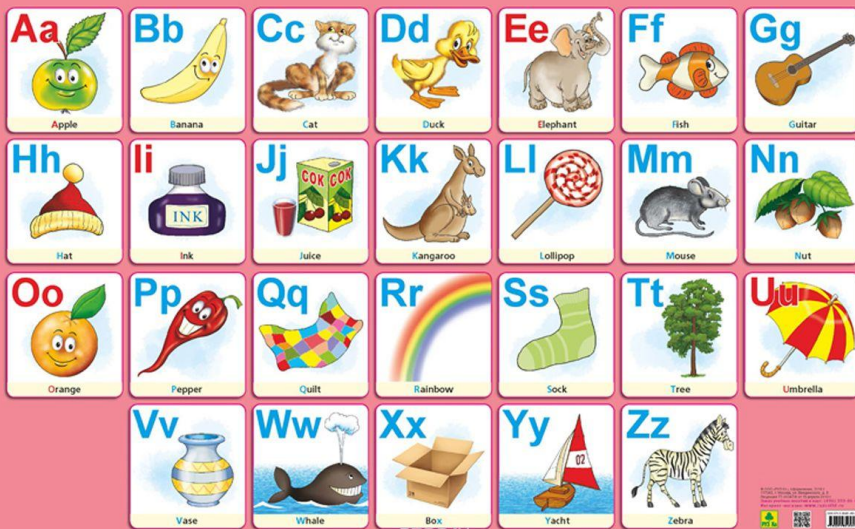 Aa Bb Cc Dd Ee Ff Gg
Apple Banana Cat Duck Elephant Fish Guitar
Hh Ii Jj Kk Ll Mm Nn
INK
СОК СОК
Hat Ink Juice Kangaroo Lollipop Mouse Nut
Oo Pp Qq Rr Ss Tt Uu
Orange Pepper Quilt Rainbow Sock Tree Umbrella
Vv Ww Xx Yy Zz
02
Vase Whale Box Yacht Zebra